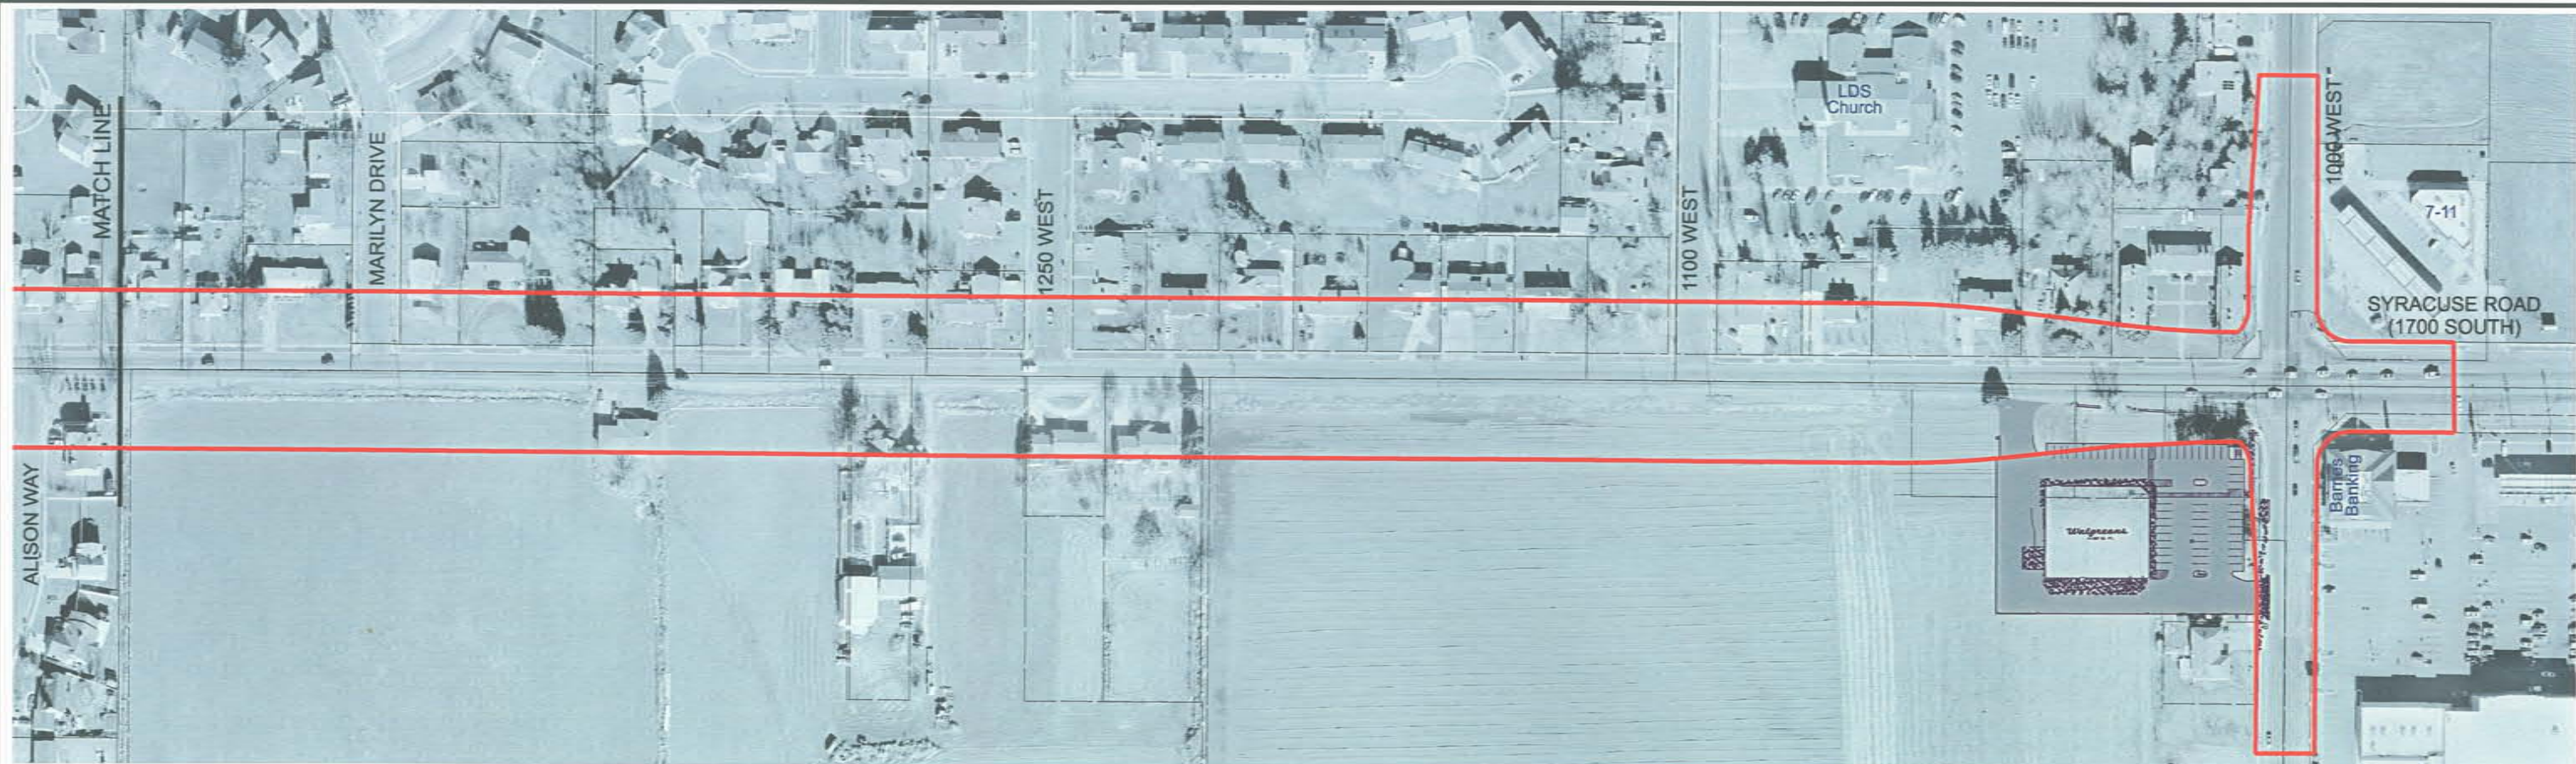 MATCH LINE
MARILYN DRIVE
1250 WEST
1100 WEST
LDS
Church
1000 WEST
7-11
SYRACUSE ROAD
(1700 SOUTH)
ALISON WAY
Walgreens
Barnes
Banking